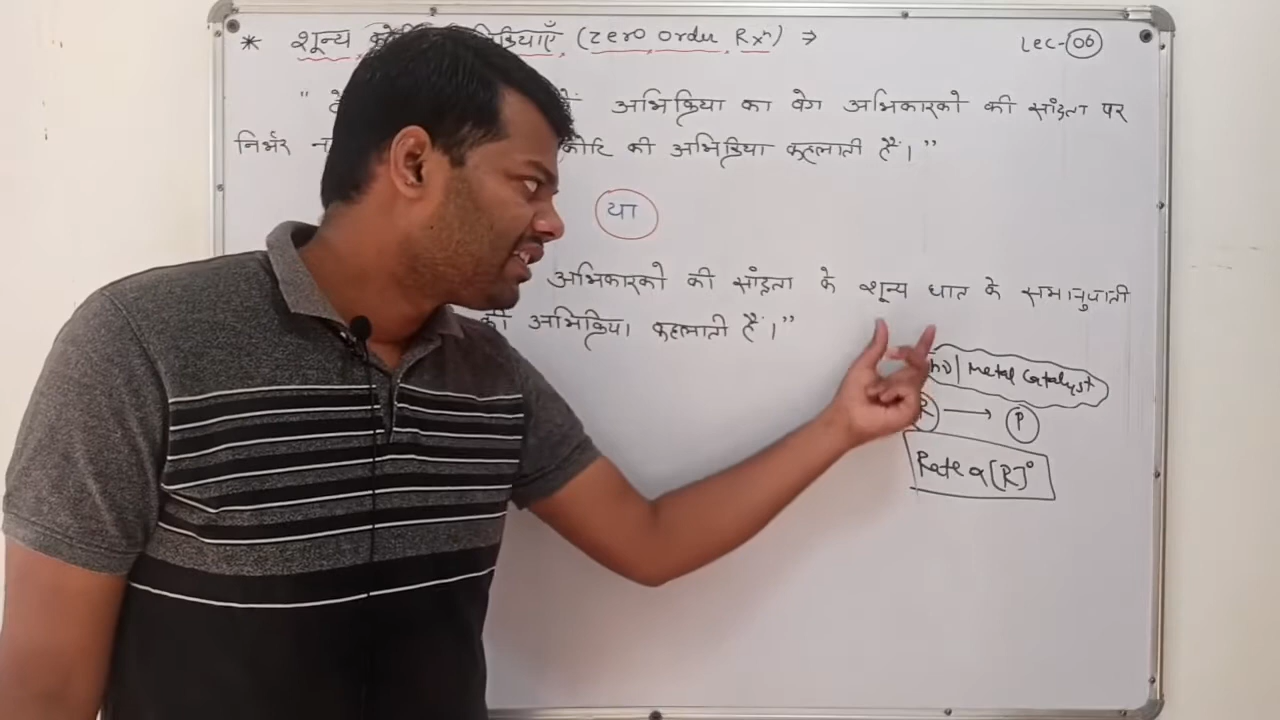 * शून्य (zero order Rxⁿ) ⇒ Lec-06
" अभिक्रिया का वेग अभिकारको की सांद्रता पर
निर्भर कोटि की अभिक्रिया कहलाती हैं।"
या
अभिकारको की सांद्रता के शून्य घात के समानुपाती
की अभिक्रिया कहलाती हैं।"
Metal Catalyst
R → P
Rate α [R]°